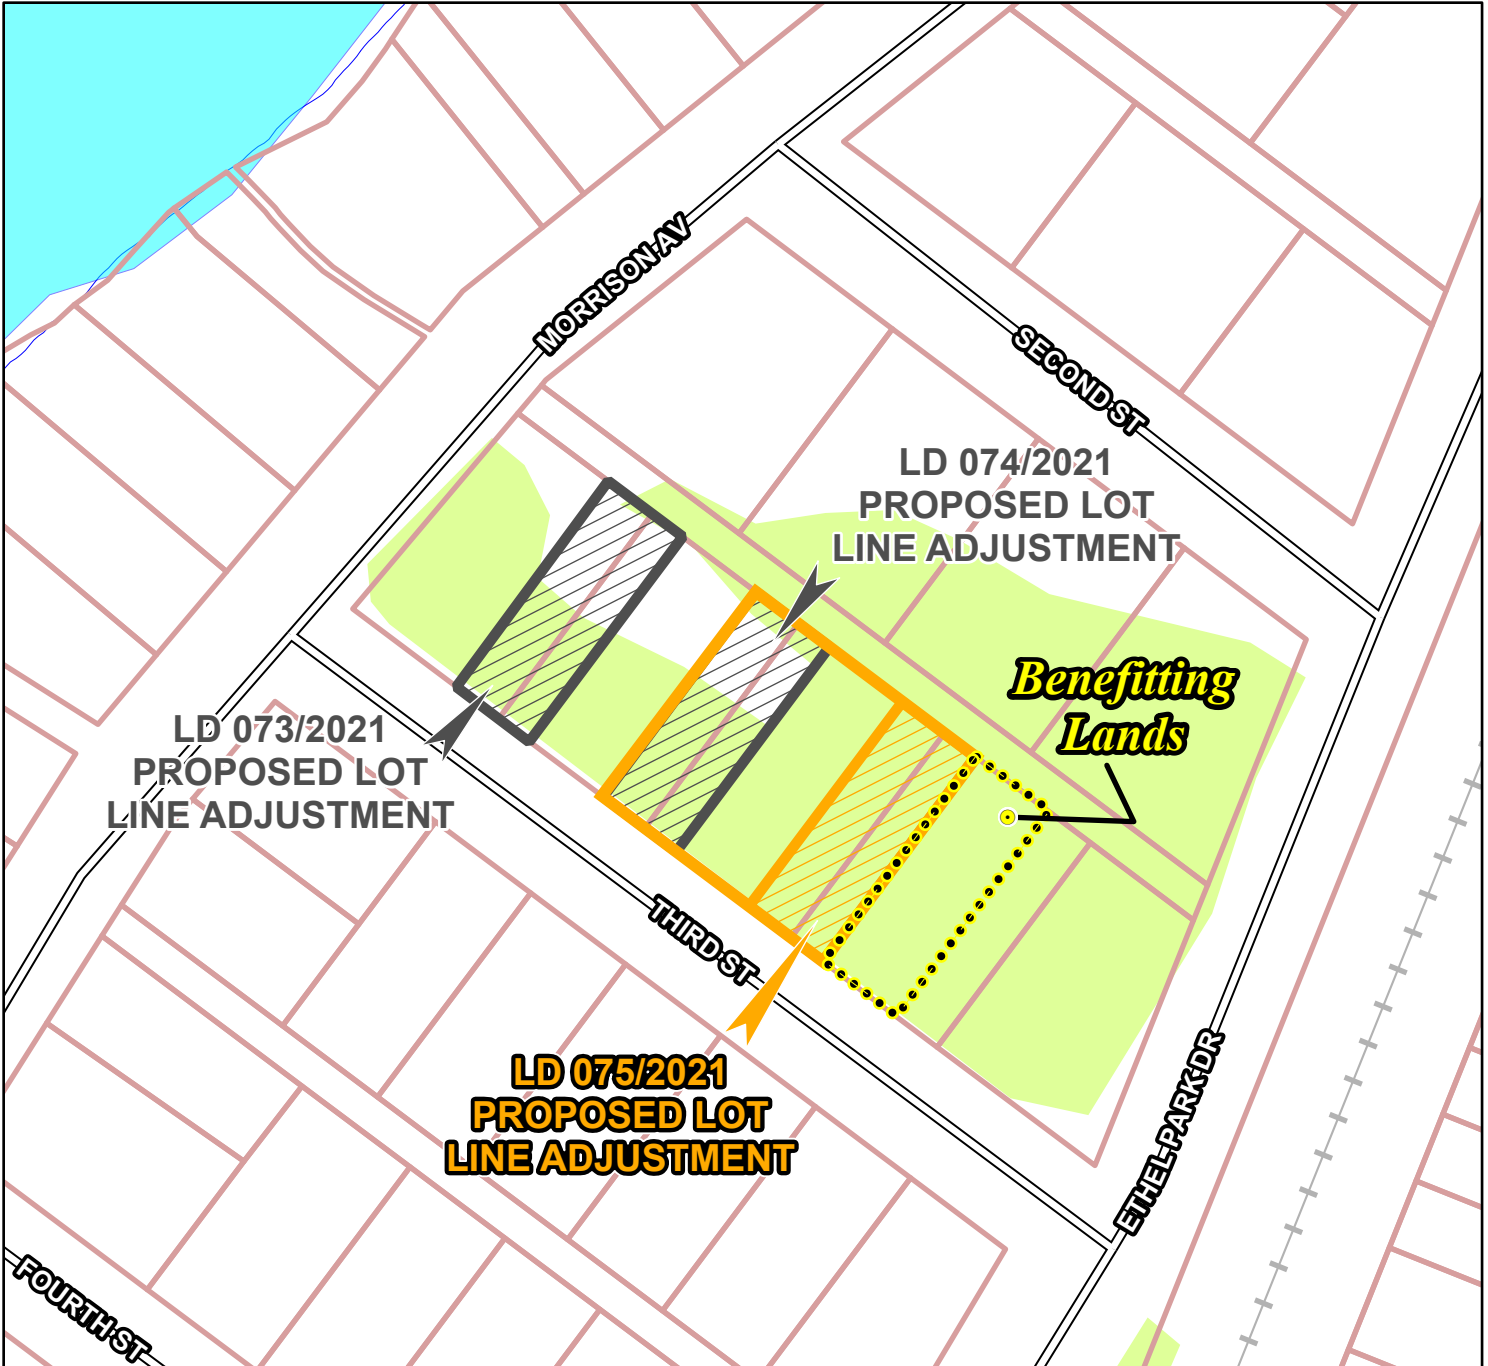 MORRISON AV
SECOND ST
LD 074/2021
PROPOSED LOT
LINE ADJUSTMENT
Benefitting
Lands
LD 073/2021
PROPOSED LOT
LINE ADJUSTMENT
THIRD ST
LD 075/2021
PROPOSED LOT
LINE ADJUSTMENT
ETHEL PARK DR
FOURTH ST